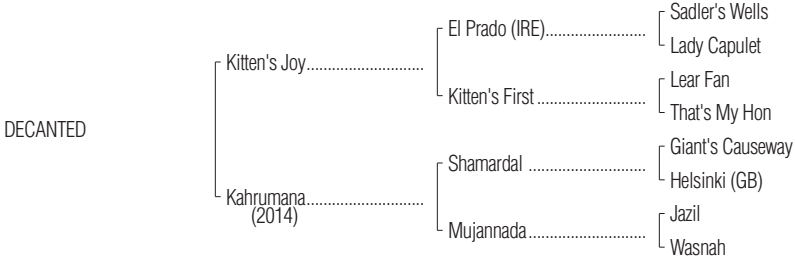 Sadler's Wells
El Prado (IRE)..........................
Lady Capulet
Kitten's Joy..............................
Lear Fan
Kitten's First ............................
That's My Hon
DECANTED
Giant's Causeway
Shamardal ..............................
Helsinki (GB)
Kahrumana..............................
(2014)
Jazil
Mujannada..............................
Wasnah